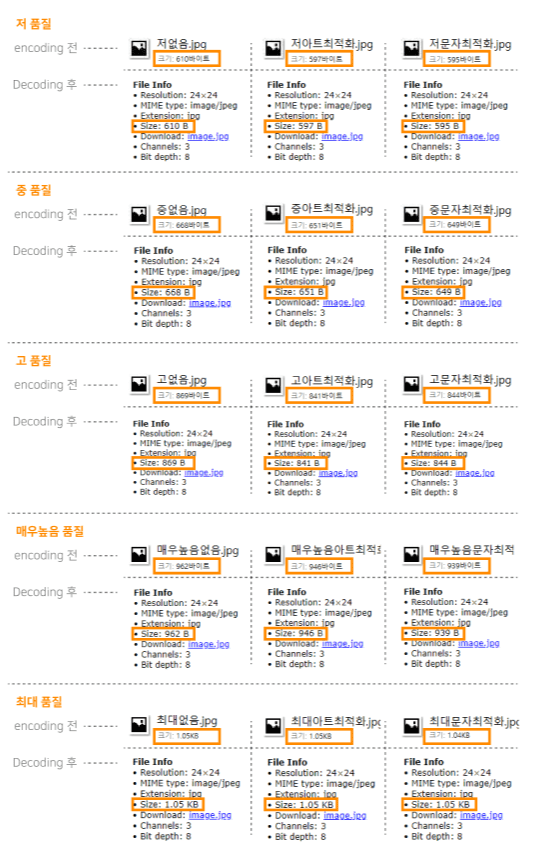 저 품질
encoding 전
저없음.jpg
크기: 610바이트
저아트최적화.jpg
크기: 597바이트
저문자최적화.jpg
크기: 595바이트
Decoding 후
File Info
• Resolution: 24×24
• MIME type: image/jpeg
• Extension: jpg
• Size: 610 B
• Download: image.jpg
• Channels: 3
• Bit depth: 8
File Info
• Resolution: 24×24
• MIME type: image/jpeg
• Extension: jpg
• Size: 597 B
• Download: image.jpg
• Channels: 3
• Bit depth: 8
File Info
• Resolution: 24×24
• MIME type: image/jpeg
• Extension: jpg
• Size: 595 B
• Download: image.jpg
• Channels: 3
• Bit depth: 8
중 품질
encoding 전
중없음.jpg
크기: 668바이트
중아트최적화.jpg
크기: 651바이트
중문자최적화.jpg
크기: 649바이트
Decoding 후
File Info
• Resolution: 24×24
• MIME type: image/jpeg
• Extension: jpg
• Size: 668 B
• Download: image.jpg
• Channels: 3
• Bit depth: 8
File Info
• Resolution: 24×24
• MIME type: image/jpeg
• Extension: jpg
• Size: 651 B
• Download: image.jpg
• Channels: 3
• Bit depth: 8
File Info
• Resolution: 24×24
• MIME type: image/jpeg
• Extension: jpg
• Size: 649 B
• Download: image.jpg
• Channels: 3
• Bit depth: 8
고 품질
encoding 전
고없음.jpg
크기: 869바이트
고아트최적화.jpg
크기: 841바이트
고문자최적화.jpg
크기: 844바이트
Decoding 후
File Info
• Resolution: 24×24
• MIME type: image/jpeg
• Extension: jpg
• Size: 869 B
• Download: image.jpg
• Channels: 3
• Bit depth: 8
File Info
• Resolution: 24×24
• MIME type: image/jpeg
• Extension: jpg
• Size: 841 B
• Download: image.jpg
• Channels: 3
• Bit depth: 8
File Info
• Resolution: 24×24
• MIME type: image/jpeg
• Extension: jpg
• Size: 844 B
• Download: image.jpg
• Channels: 3
• Bit depth: 8
매우높음 품질
encoding 전
매우높음없음.jpg
크기: 962바이트
매우높음아트최적
크기: 946바이트
매우높음문자적
크기: 939바이트
Decoding 후
File Info
• Resolution: 24×24
• MIME type: image/jpeg
• Extension: jpg
• Size: 962 B
• Download: image.jpg
• Channels: 3
• Bit depth: 8
File Info
• Resolution: 24×24
• MIME type: image/jpeg
• Extension: jpg
• Size: 946 B
• Download: image.jpg
• Channels: 3
• Bit depth: 8
File Info
• Resolution: 24×24
• MIME type: image/jpeg
• Extension: jpg
• Size: 939 B
• Download: image.jpg
• Channels: 3
• Bit depth: 8
최대 품질
encoding 전
최대없음.jpg
크기: 1.05KB
최대아트최적화.jpg
크기: 1.05KB
최대문자최적화.jpg
크기: 1.04KB
Decoding 후
File Info
• Resolution: 24×24
• MIME type: image/jpeg
• Extension: jpg
• Size: 1.05 KB
• Download: image.jpg
• Channels: 3
• Bit depth: 8
File Info
• Resolution: 24×24
• MIME type: image/jpeg
• Extension: jpg
• Size: 1.05 KB
• Download: image.jpg
• Channels: 3
• Bit depth: 8
File Info
• Resolution: 24×24
• MIME type: image/jpeg
• Extension: jpg
• Size: 1.05 KB
• Download: image.jpg
• Channels: 3
• Bit depth: 8